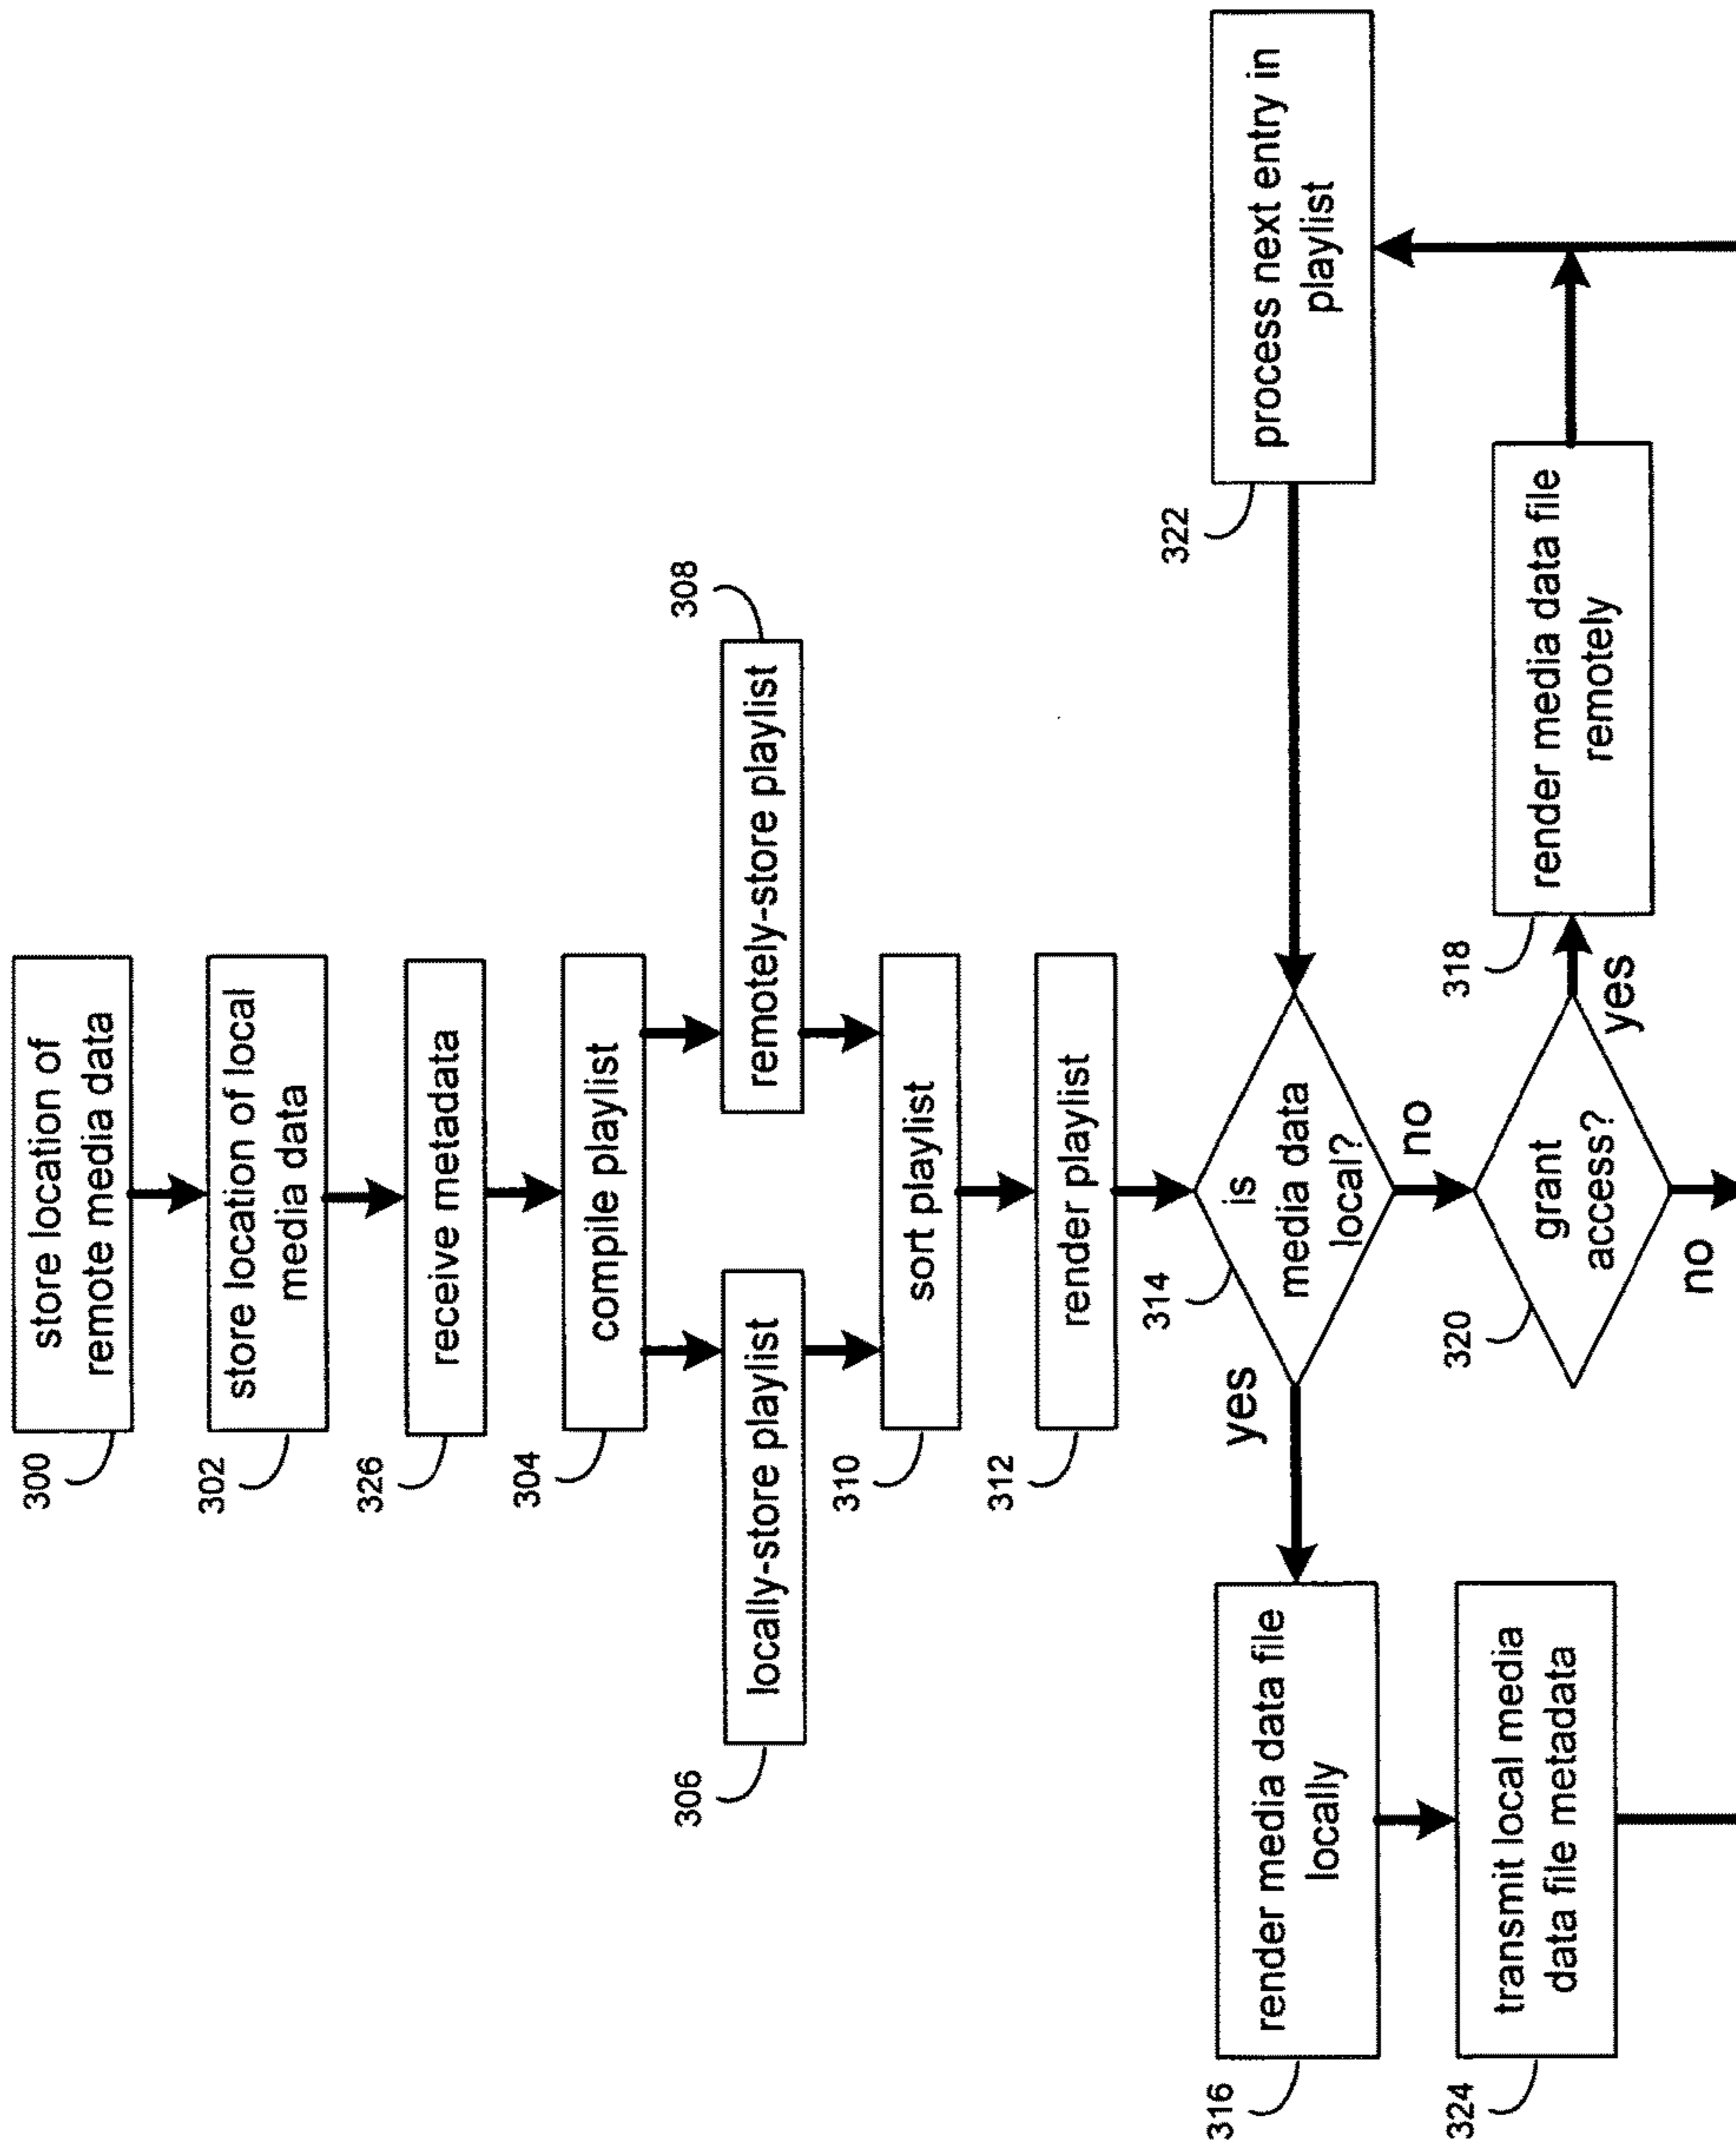 store location of
remote media data
300
store location of local
media data
302
receive metadata
326
compile playlist
304
locally-store playlist
306
remotely-store playlist
308
sort playlist
310
render playlist
312
is
media data
local?
314
yes
no
render media data file
locally
316
transmit local media
data file metadata
324
grant
access?
320
yes
no
render media data file
remotely
318
process next entry in
playlist
322